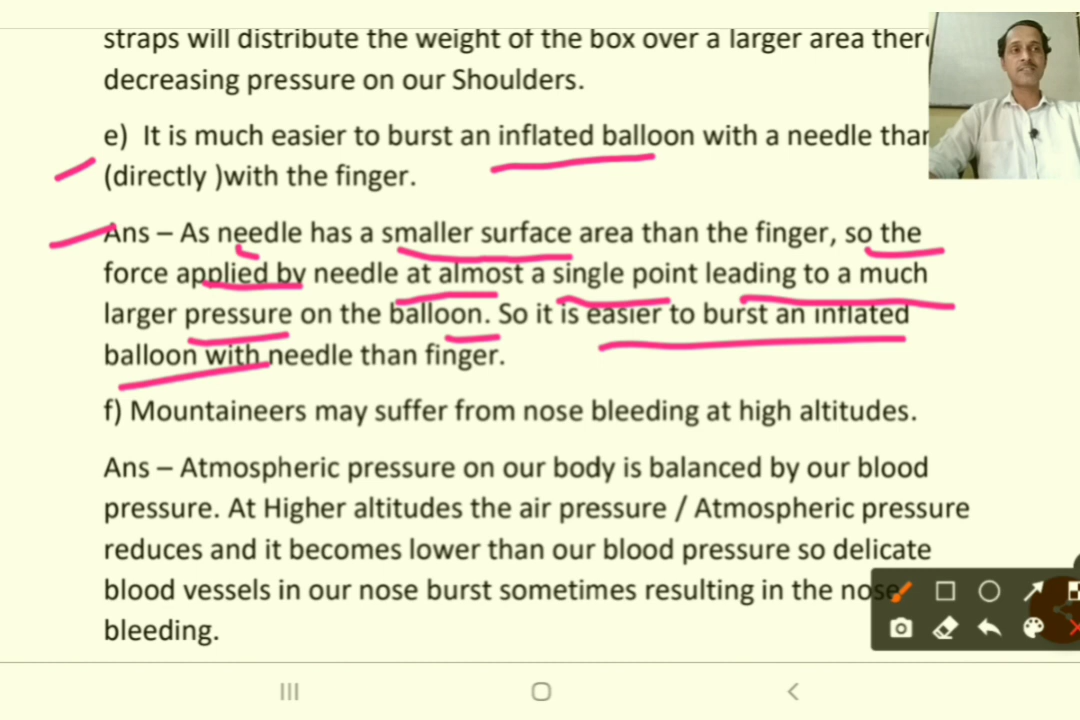 straps will distribute the weight of the box over a larger area
decreasing pressure on our Shoulders.
e) It is much easier to burst an inflated balloon with a needle
(directly )with the finger.
Ans – As needle has a smaller surface area than the finger, so the
force applied by needle at almost a single point leading to a much
larger pressure on the balloon. So it is easier to burst an inflated
balloon with needle than finger.
f) Mountaineers may suffer from nose bleeding at high altitudes.
Ans – Atmospheric pressure on our body is balanced by our blood
pressure. At Higher altitudes the air pressure / Atmospheric pressure
reduces and it becomes lower than our blood pressure so delicate
blood vessels in our nose burst sometimes resulting in the nose
bleeding.